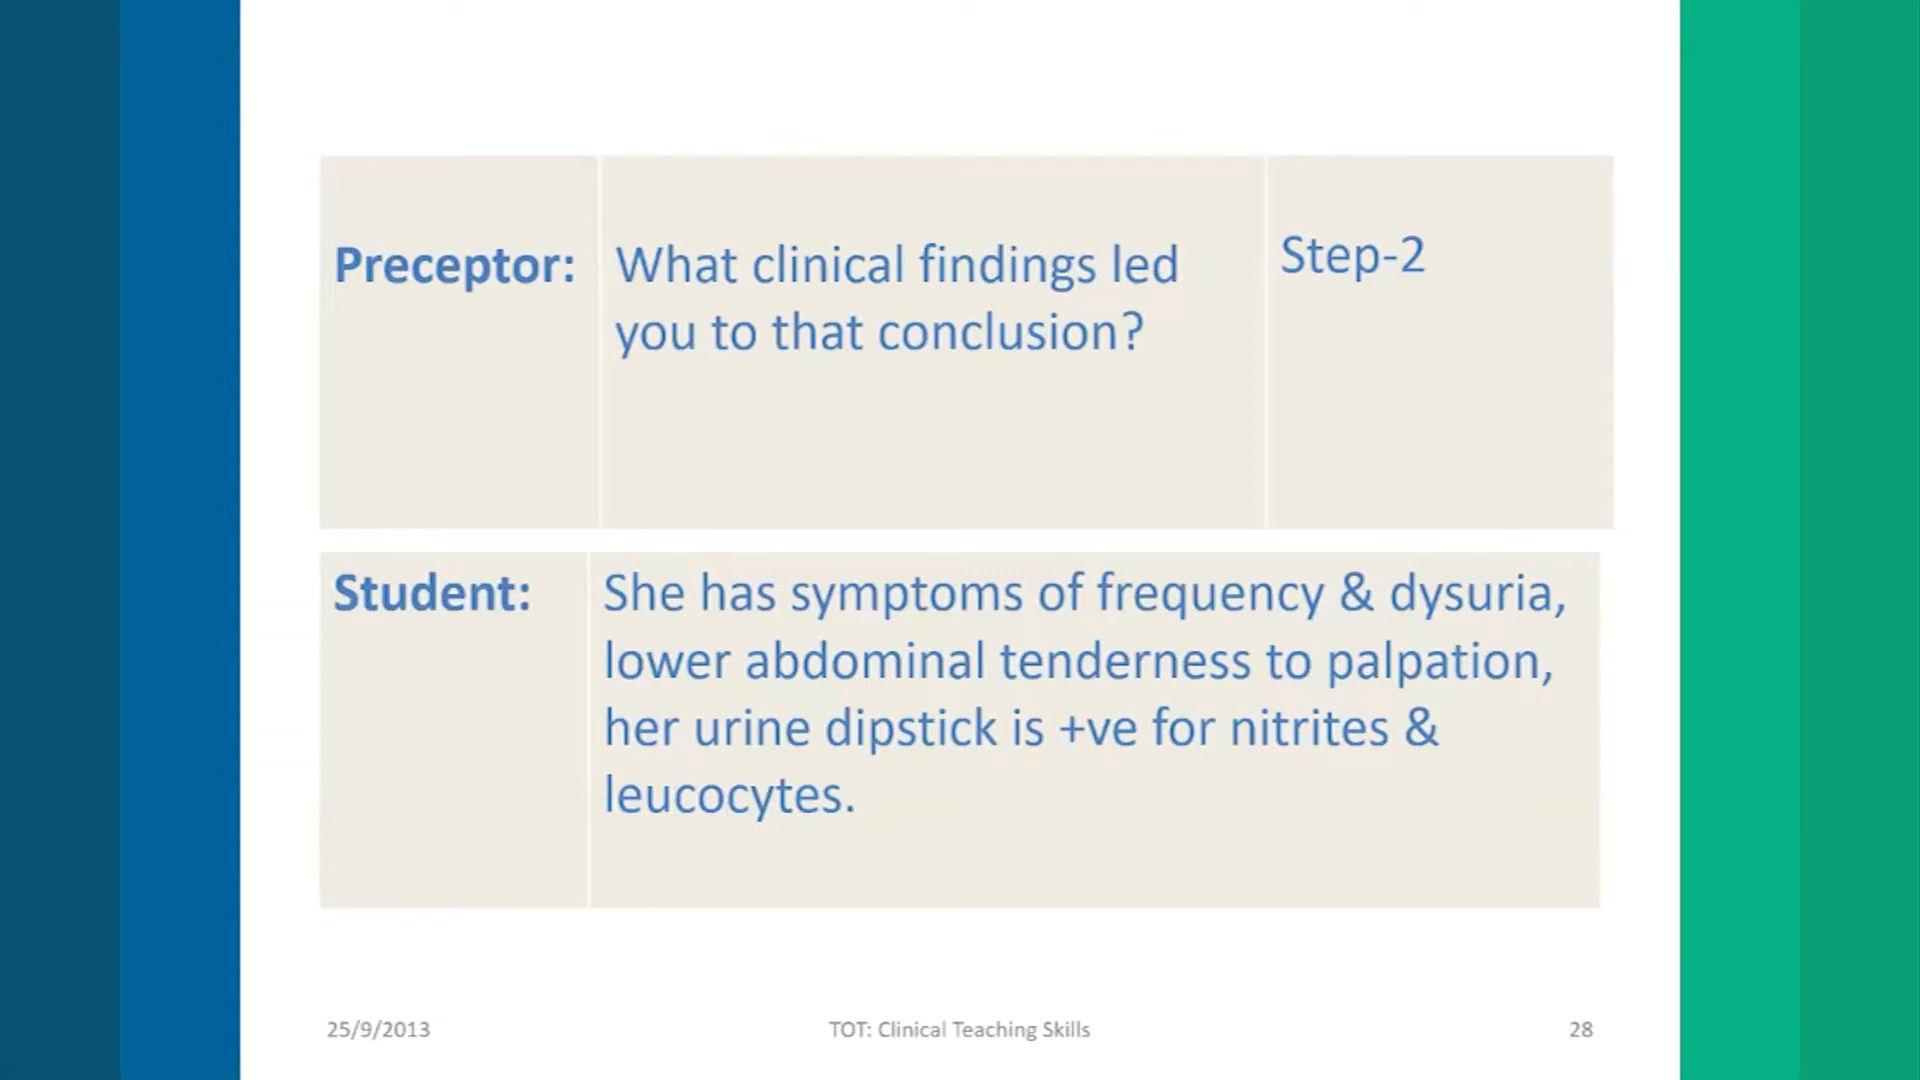 Preceptor:
What clinical findings led
you to that conclusion?
Step-2
Student:
She has symptoms of frequency & dysuria,
lower abdominal tenderness to palpation,
her urine dipstick is +ve for nitrites &
leucocytes.
25/9/2013
TOT: Clinical Teaching Skills
28